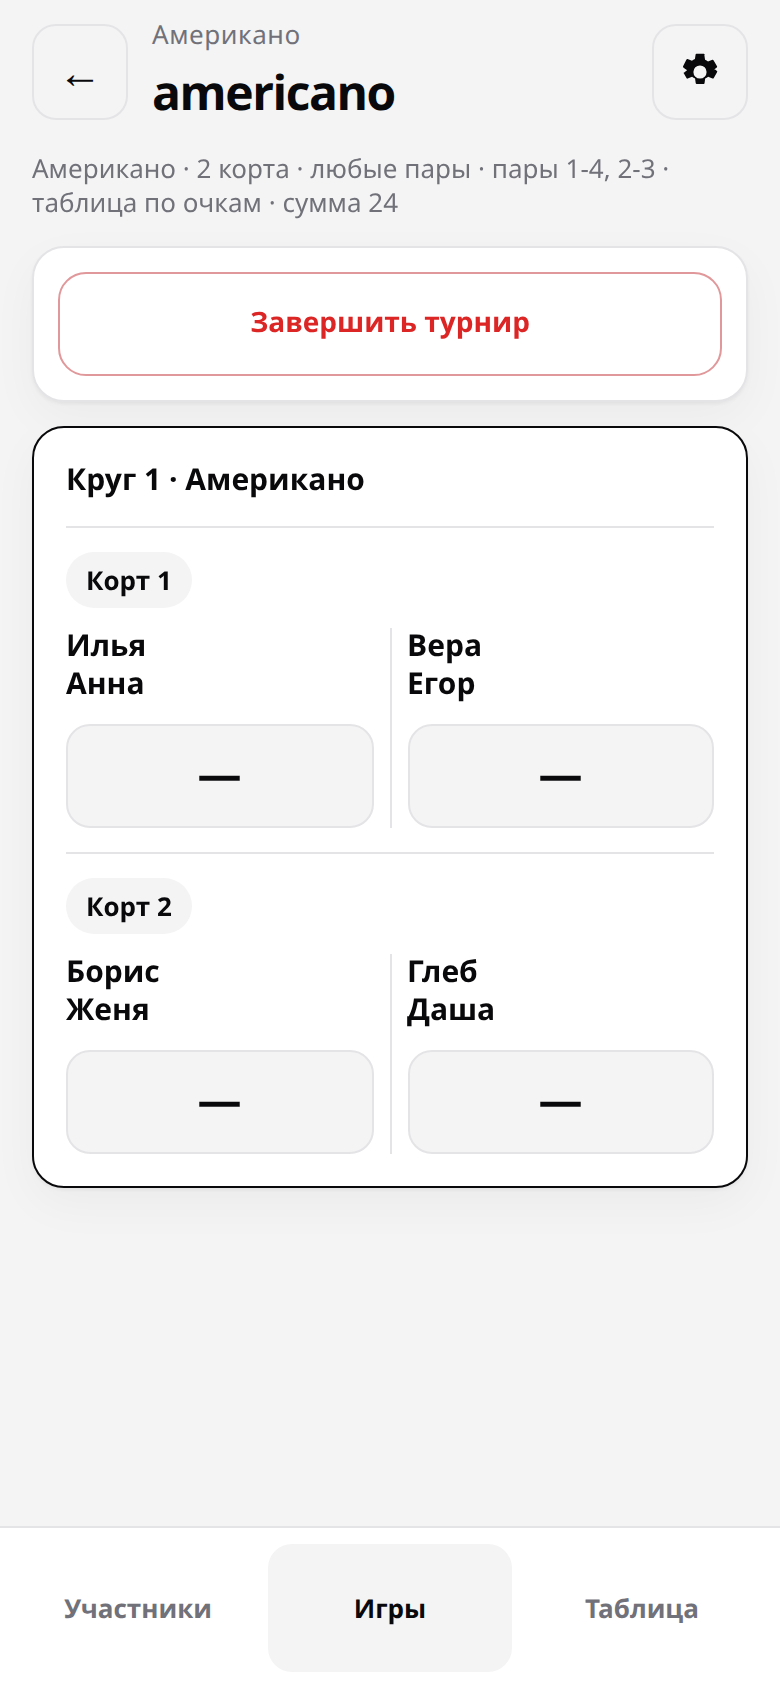 ←
Американо
americano
Американо · 2 корта · любые пары · пары 1-4, 2-3 ·
таблица по очкам · сумма 24
Завершить турнир
Круг 1 · Американо
Корт 1
Илья
Анна
Вера
Егор
—
—
Корт 2
Борис
Женя
Глеб
Даша
—
—
Участники
Игры
Таблица